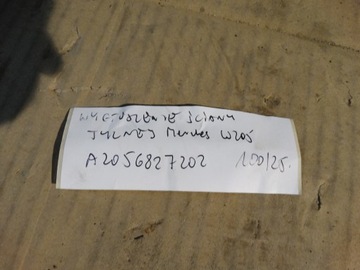 WYGŁUSZENIE ŚCIANY
TYLNEJ Mercedes W205
A2056827202 100/25.